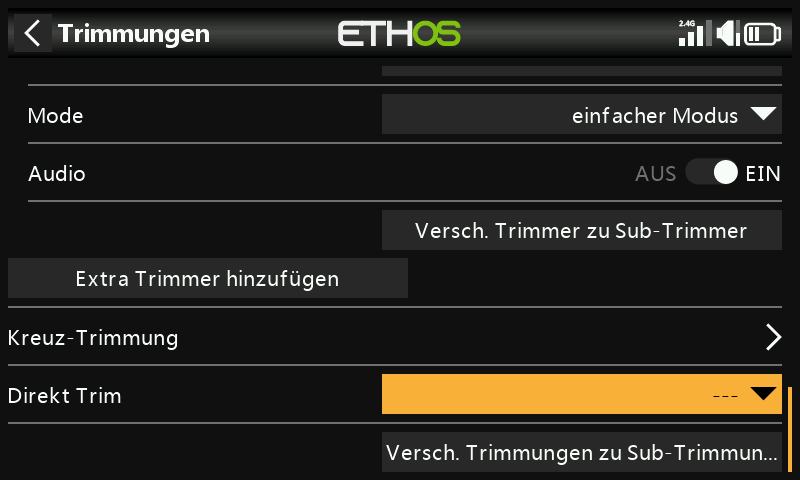 Trimmungen
ETHOS
2.4G
Mode
einfacher Modus
Audio
AUS
EIN
Versch. Trimmer zu Sub-Trimmer
Extra Trimmer hinzufügen
Kreuz-Trimmung
Direkt Trim
---
Versch. Trimmungen zu Sub-Trimmun...